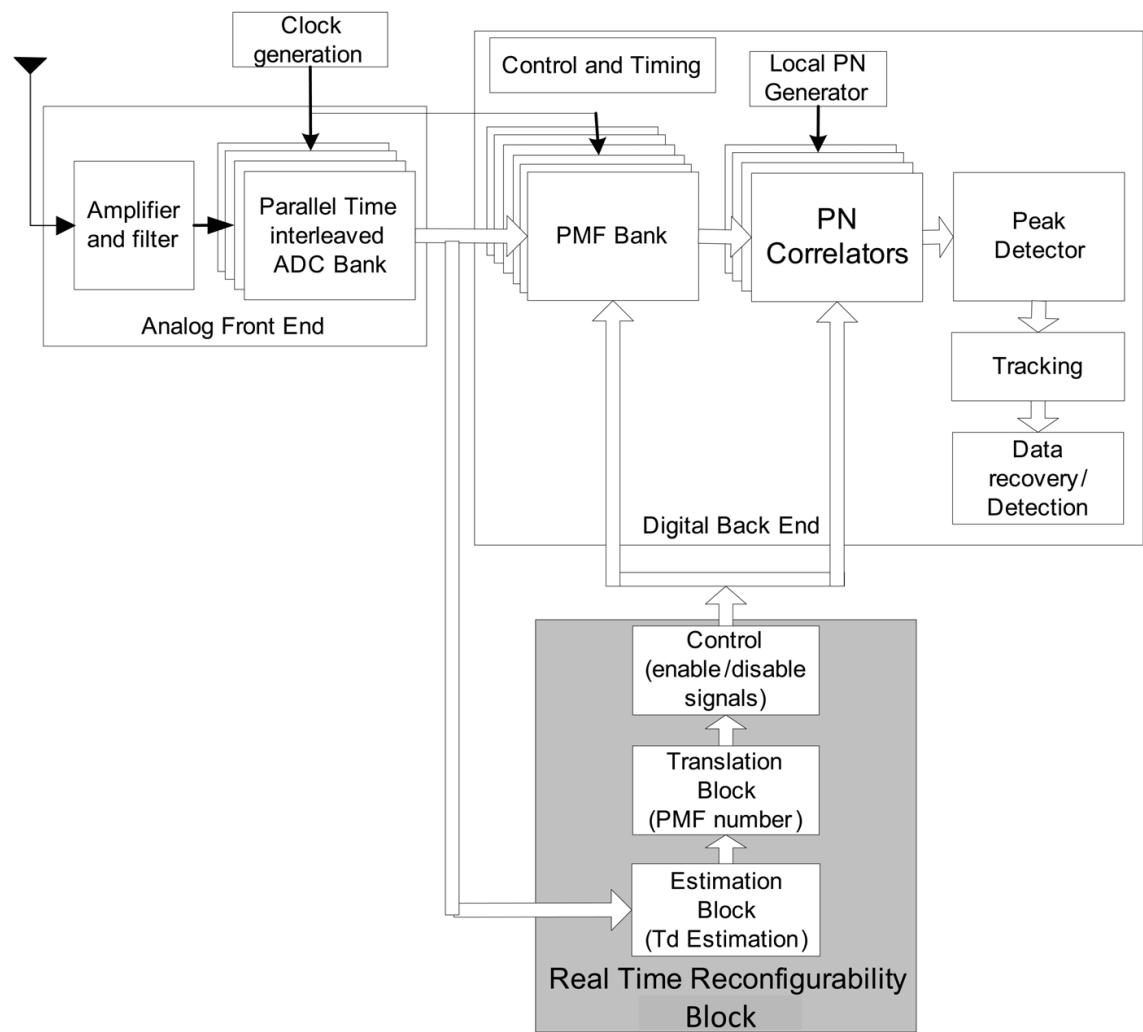 Clock
generation
Control and Timing
Local PN
Generator
Amplifier
and filter
Parallel Time
interleaved
ADC Bank
PMF Bank
PN
Correlators
Peak
Detector
Analog Front End
Tracking
Data
recovery/
Detection
Digital Back End
Control
(enable/disable
signals)
Translation
Block
(PMF number)
Estimation
Block
(Td Estimation)
Real Time Reconfigurability
Block